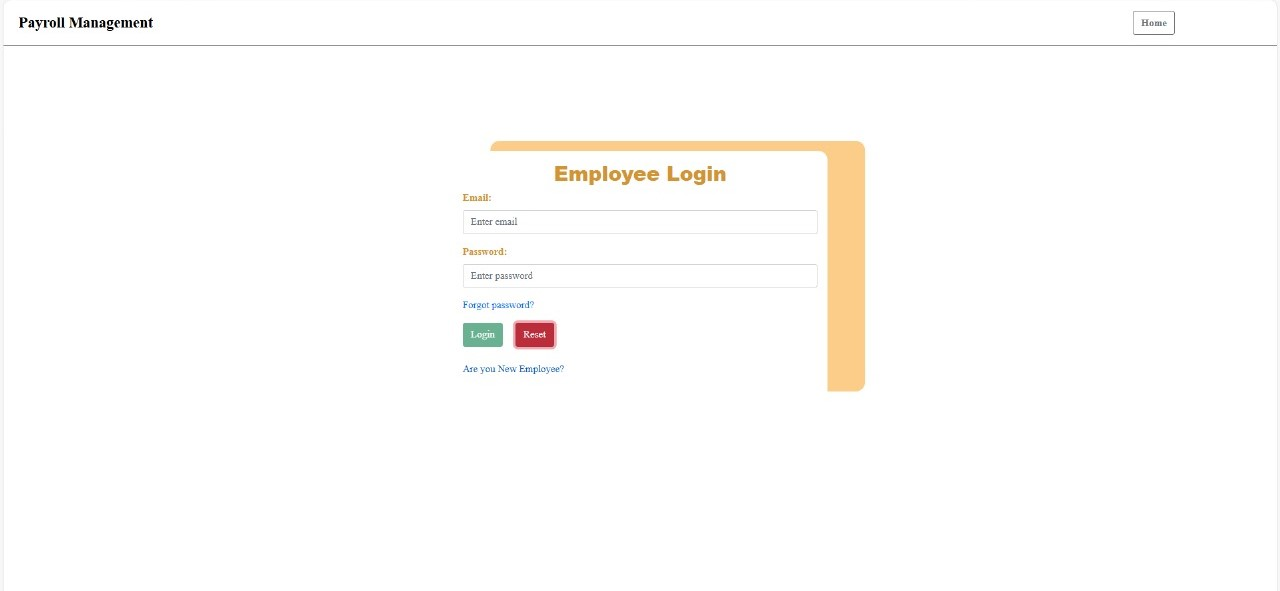 Payroll Management
Home
Employee Login
Email:
Enter email
Password:
Enter password
Forgot password?
Login Reset
Are you New Employee?